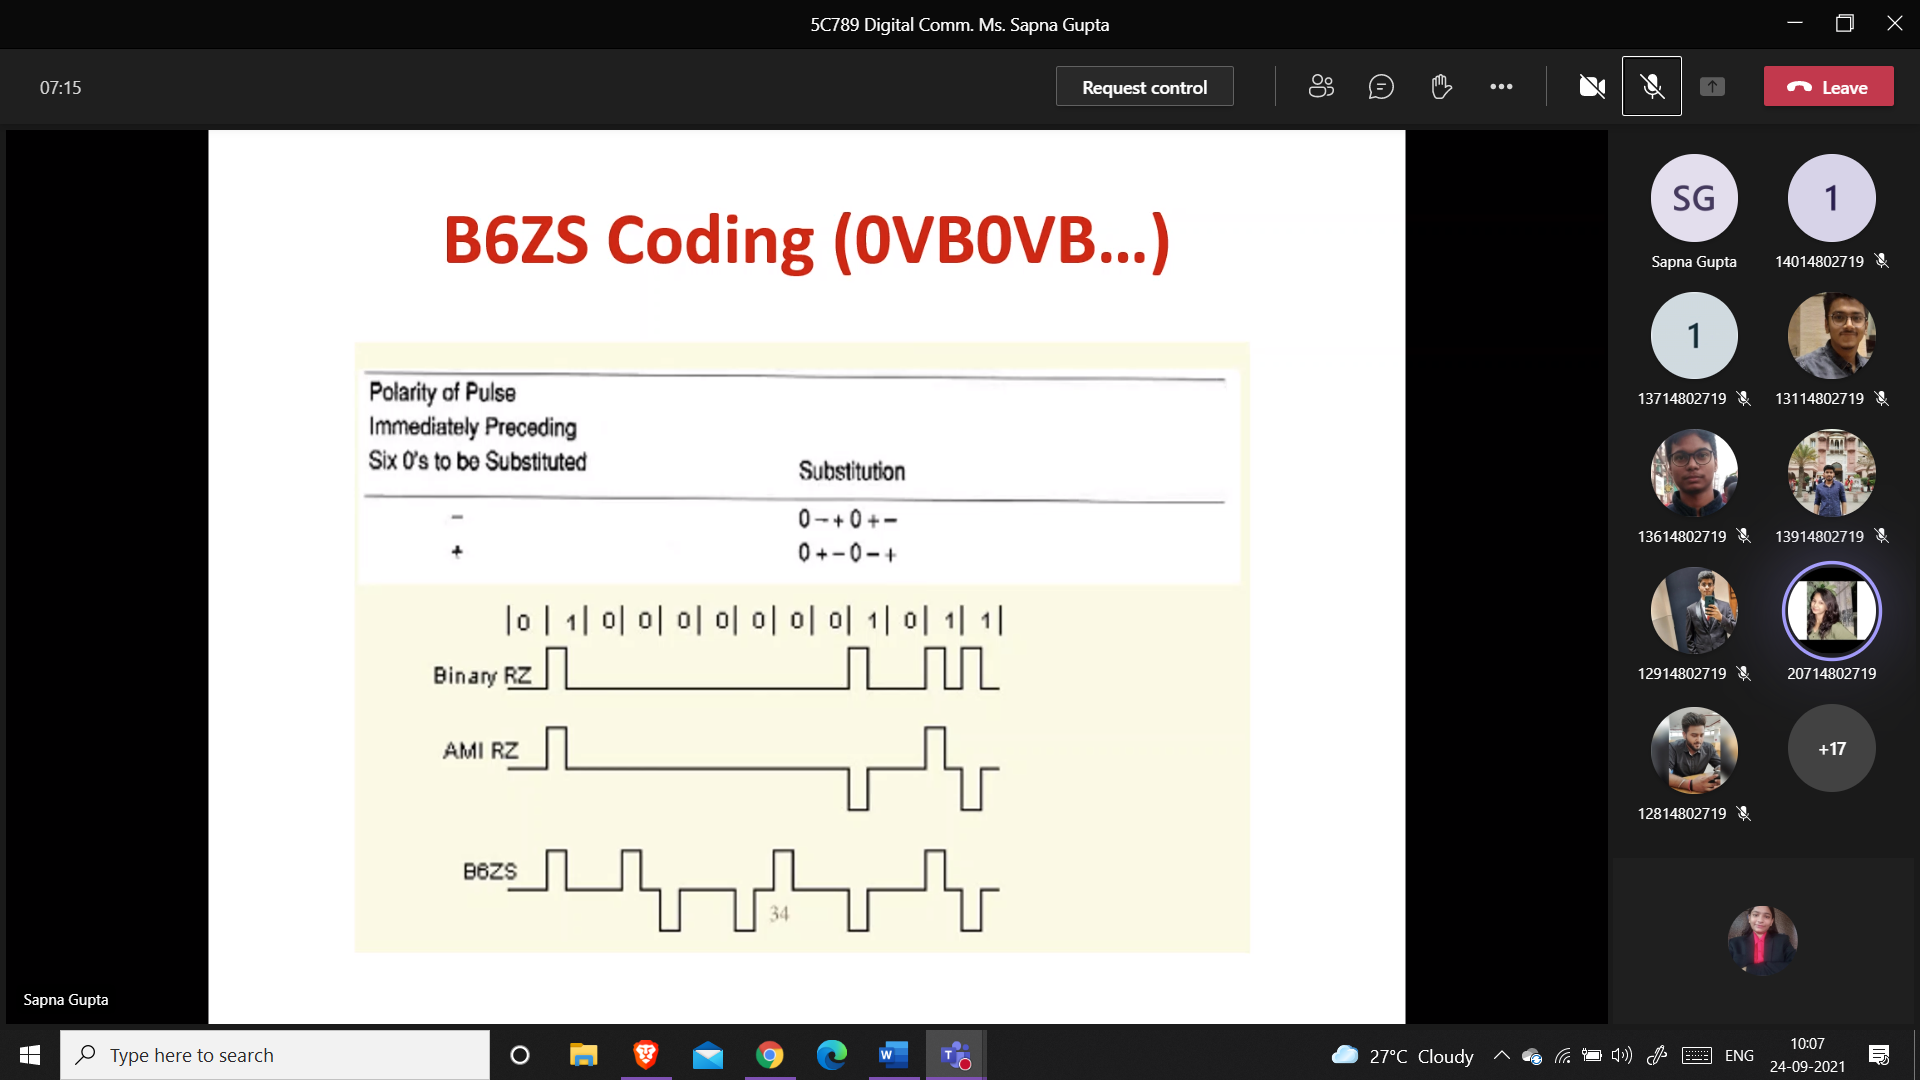 5C789 Digital Comm. Ms. Sapna Gupta
07:15
Request control
Leave
B6ZS Coding (0VB0VB...)
Polarity of Pulse
Immediately Preceding
Six 0's to be Substituted
Substitution
−
0 − + 0 + −
+
0 + − 0 − +
|0|1|0|0|0|0|0|0|0|1|0|1|1|
Binary RZ
AMI RZ
B6ZS
34
Sapna Gupta
SG
Sapna Gupta
1
14014802719
1
13714802719
13114802719
13614802719
13914802719
12914802719
20714802719
12814802719
+17
Type here to search
W
27°C Cloudy
ENG
10:07
24-09-2021